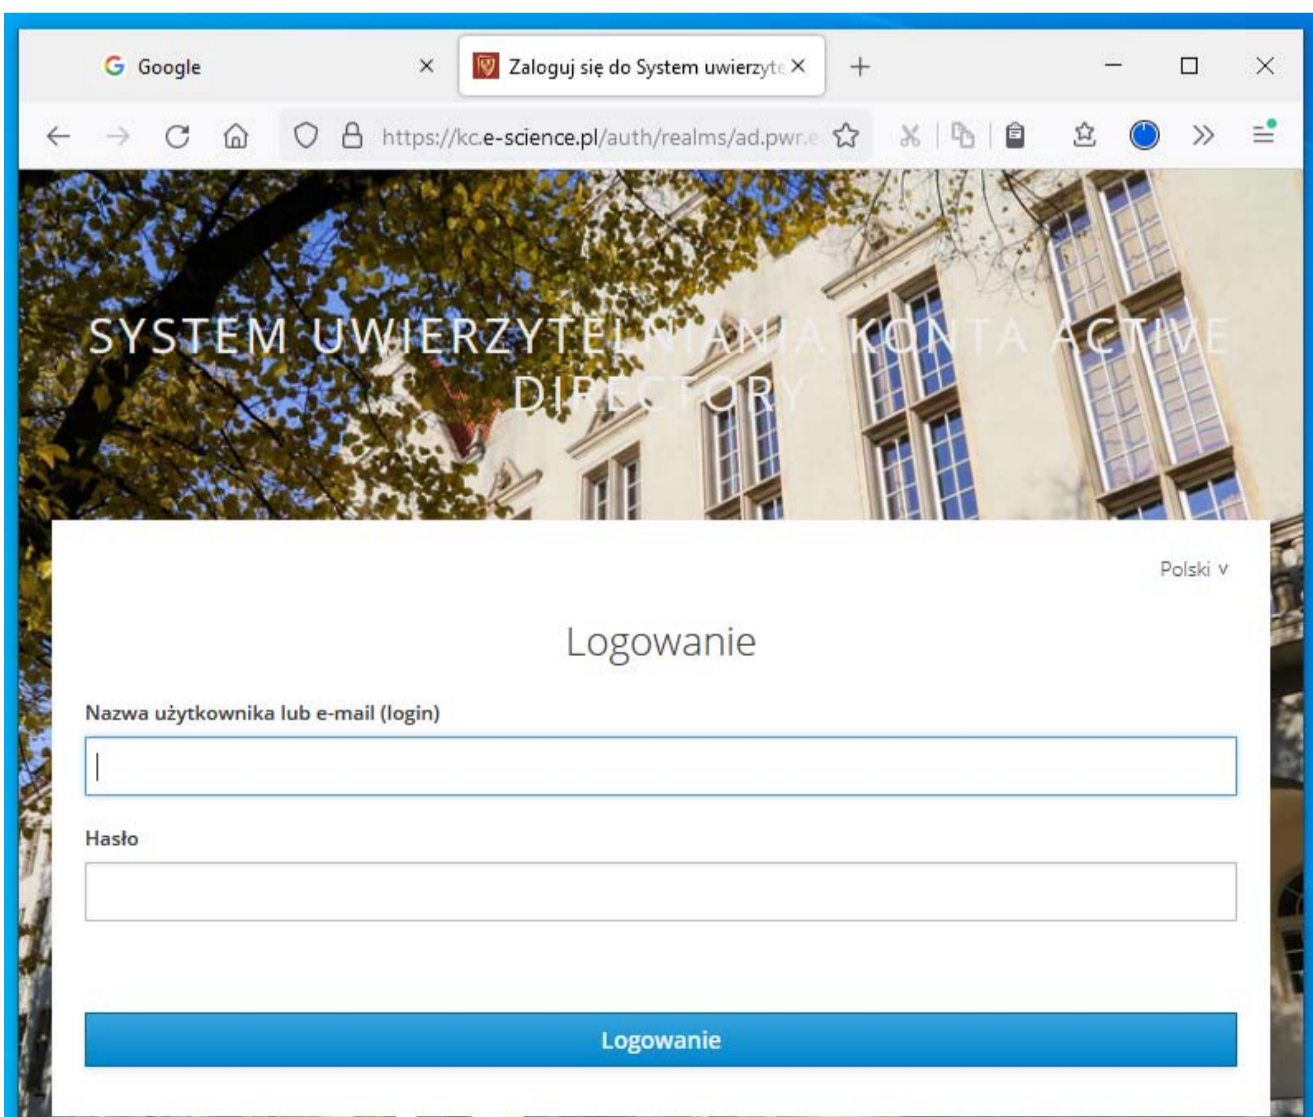 Google
Zaloguj się do System uwierzyte
https://kc.e-science.pl/auth/realms/ad.pwr.e
SYSTEM UWIERZYTELNIANIA KONTA ACTIVE
DIRECTORY
Polski v
Logowanie
Nazwa użytkownika lub e-mail (login)
Hasło
Logowanie